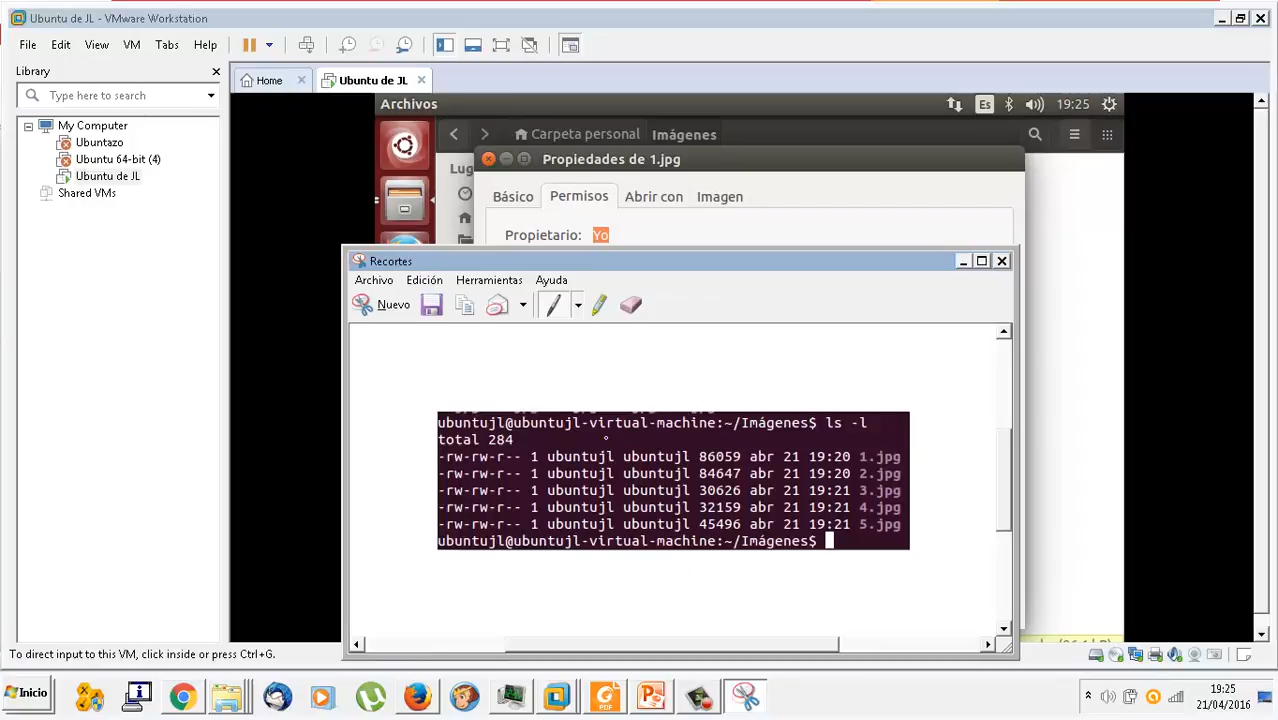 Ubuntu de JL - VMware Workstation
File Edit View VM Tabs Help
Library
Type here to search
My Computer
Ubuntazo
Ubuntu 64-bit (4)
Ubuntu de JL
Shared VMs
Home
Ubuntu de JL
Archivos
Es
19:25
Carpeta personal
Imágenes
Lug
Propiedades de 1.jpg
Básico
Permisos
Abrir con
Imagen
Propietario: Yo
Recortes
Archivo Edición Herramientas Ayuda
Nuevo
ubuntujl@ubuntujl-virtual-machine:~/Imágenes$ ls -l
total 284
-rw-rw-r-- 1 ubuntujl ubuntujl 86059 abr 21 19:20 1.jpg
-rw-rw-r-- 1 ubuntujl ubuntujl 84647 abr 21 19:20 2.jpg
-rw-rw-r-- 1 ubuntujl ubuntujl 30626 abr 21 19:21 3.jpg
-rw-rw-r-- 1 ubuntujl ubuntujl 32159 abr 21 19:21 4.jpg
-rw-rw-r-- 1 ubuntujl ubuntujl 45496 abr 21 19:21 5.jpg
ubuntujl@ubuntujl-virtual-machine:~/Imágenes$
To direct input to this VM, click inside or press Ctrl+G.
Inicio
PDF
19:25
21/04/2016